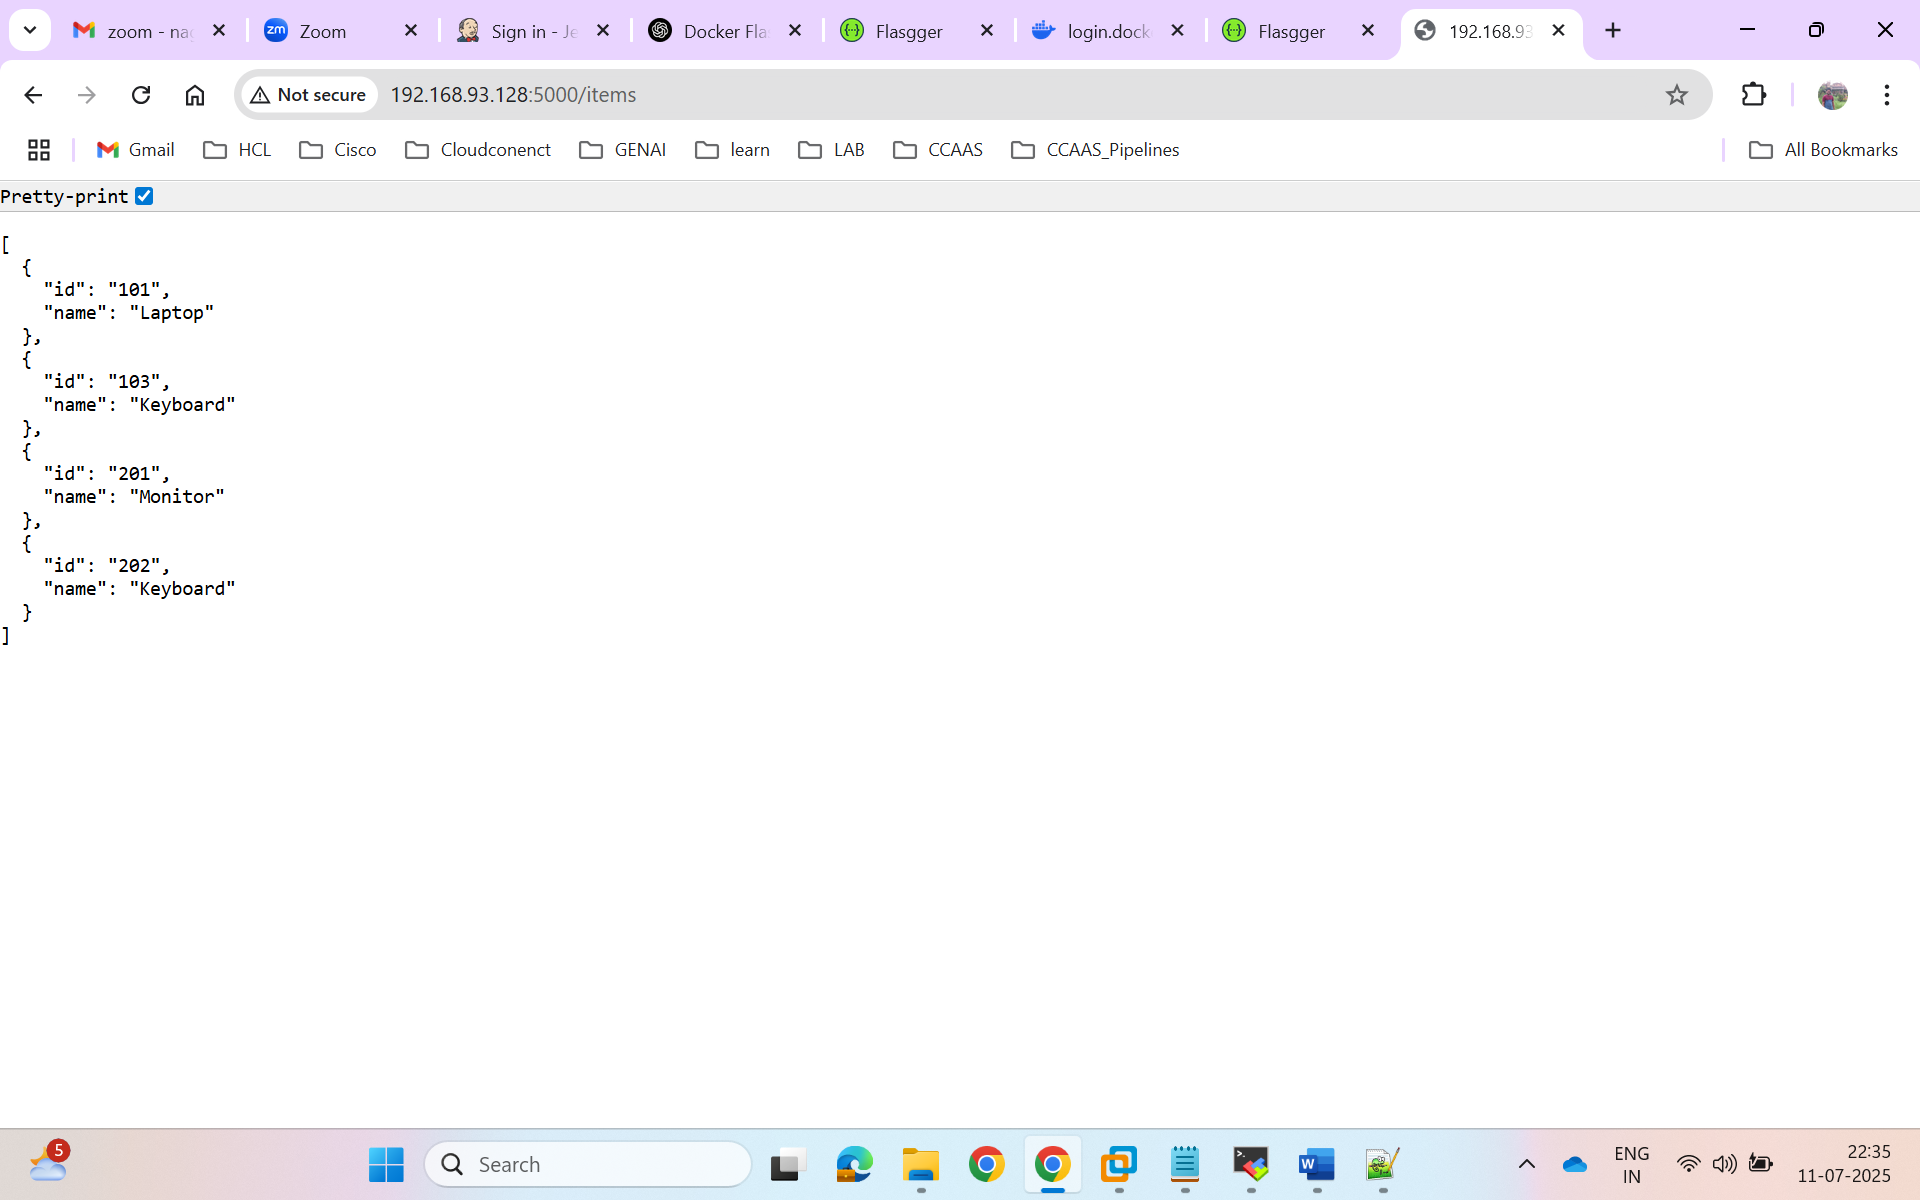 zoom - nag
Zoom
Sign in - Je
Docker Fla
Flasgger
login.dock
Flasgger
192.168.93
Not secure
192.168.93.128:5000/items
Gmail
HCL
Cisco
Cloudconenct
GENAI
learn
LAB
CCAAS
CCAAS_Pipelines
All Bookmarks
Pretty-print
[
{
"id": "101",
"name": "Laptop"
},
{
"id": "103",
"name": "Keyboard"
},
{
"id": "201",
"name": "Monitor"
},
{
"id": "202",
"name": "Keyboard"
}
]
5
Search
ENG
IN
22:35
11-07-2025